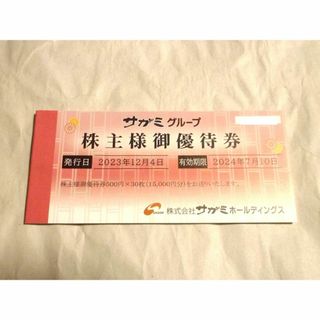 サガミグループ
株主様御優待券
発行日 2023年12月4日 有効期限 2024年7月10日
株主様御優待券500円×30枚(15,000円分)をお送りいたします。
株式会社サガミホールディングス